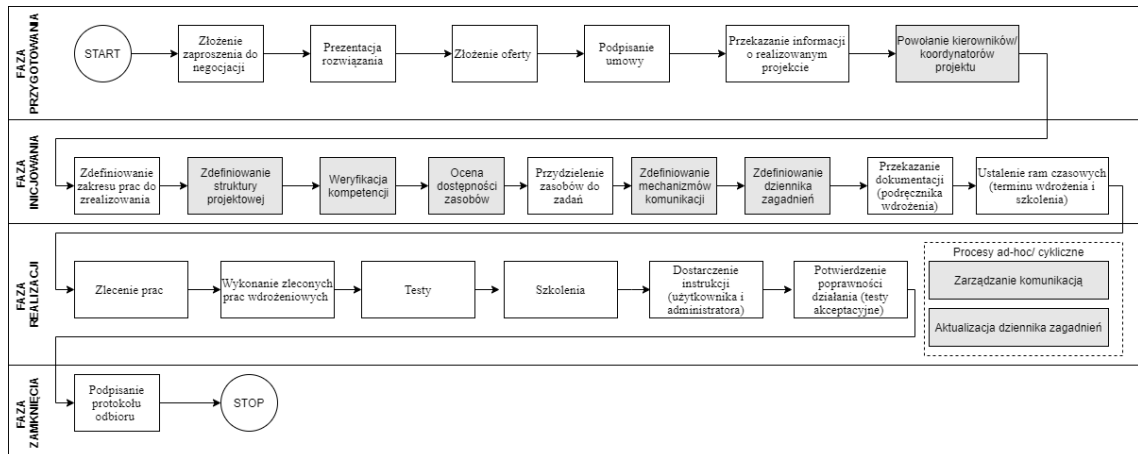 FAZA
PRZYGOTOWANIA
START
Złożenie
zaproszenia do
negocjacji
Prezentacja
rozwiązania
Złożenie oferty
Podpisanie
umowy
Przekazanie informacji
o realizowanym
projekcie
Powołanie kierowników/
koordynatorów
projektu
FAZA
INICJOWANIA
Zdefiniowanie
zakresu prac do
zrealizowania
Zdefiniowanie
struktury
projektowej
Weryfikacja
kompetencji
Ocena
dostępności
zasobów
Przydzielenie
zasobów do
zadań
Zdefiniowanie
mechanizmów
komunikacji
Zdefiniowanie
dziennika
zagadnień
Przekazanie
dokumentacji
(podręcznika
wdrożenia)
Ustalenie ram czasowych
(terminu wdrożenia i
szkolenia)
FAZA
REALIZACJI
Zlecenie prac
Wykonanie zleconych
prac wdrożeniowych
Testy
Szkolenia
Dostarczenie
instrukcji
(użytkownika i
administratora)
Potwierdzenie
poprawności
działania (testy
akceptacyjne)
Procesy ad-hoc/ cykliczne
Zarządzanie komunikacją
Aktualizacja dziennika zagadnień
FAZA
ZAMKNIĘCIA
Podpisanie
protokołu
odbioru
STOP